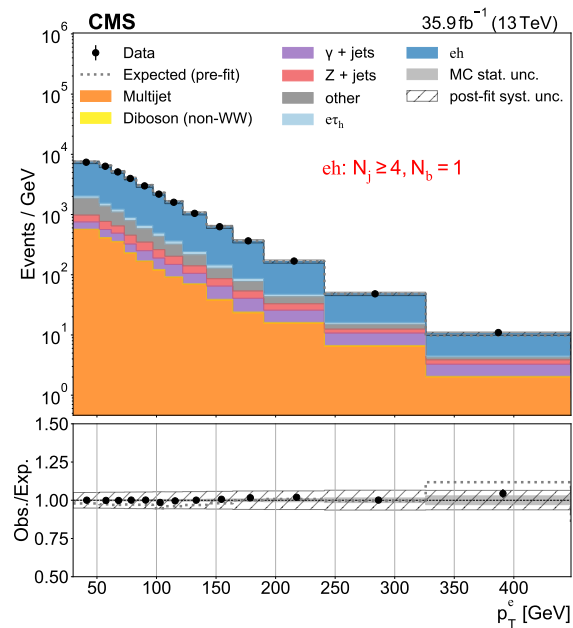 CMS
35.9 fb⁻¹ (13 TeV)
Data
Expected (pre-fit)
Multijet
Diboson (non-WW)
γ + jets
Z + jets
other
eτ_h
eh
MC stat. unc.
post-fit syst. unc.
eh: N_j ≥ 4, N_b = 1
Events / GeV
10⁶
10⁵
10⁴
10³
10²
10¹
10⁰
Obs./Exp.
1.50
1.25
1.00
0.75
0.50
50 100 150 200 250 300 350 400
p_T^e [GeV]